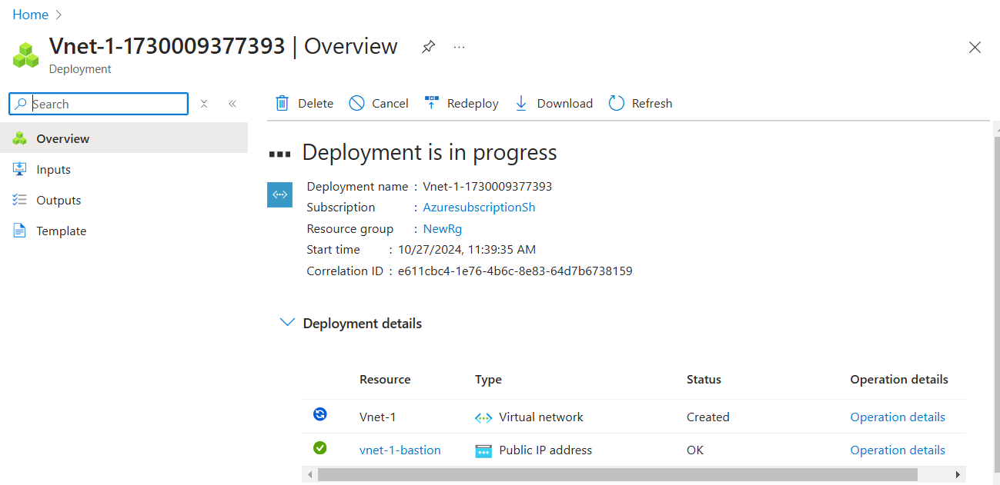 Home >
Vnet-1-1730009377393 | Overview ...
Deployment
Search
Delete Cancel Redeploy Download Refresh
Overview
Inputs
Outputs
Template
Deployment is in progress
Deployment name : Vnet-1-1730009377393
Subscription : AzuresubscriptionSh
Resource group : NewRg
Start time : 10/27/2024, 11:39:35 AM
Correlation ID : e611cbc4-1e76-4b6c-8e83-64d7b6738159
Deployment details
Resource Type Status Operation details
Vnet-1 Virtual network Created Operation details
vnet-1-bastion Public IP address OK Operation details